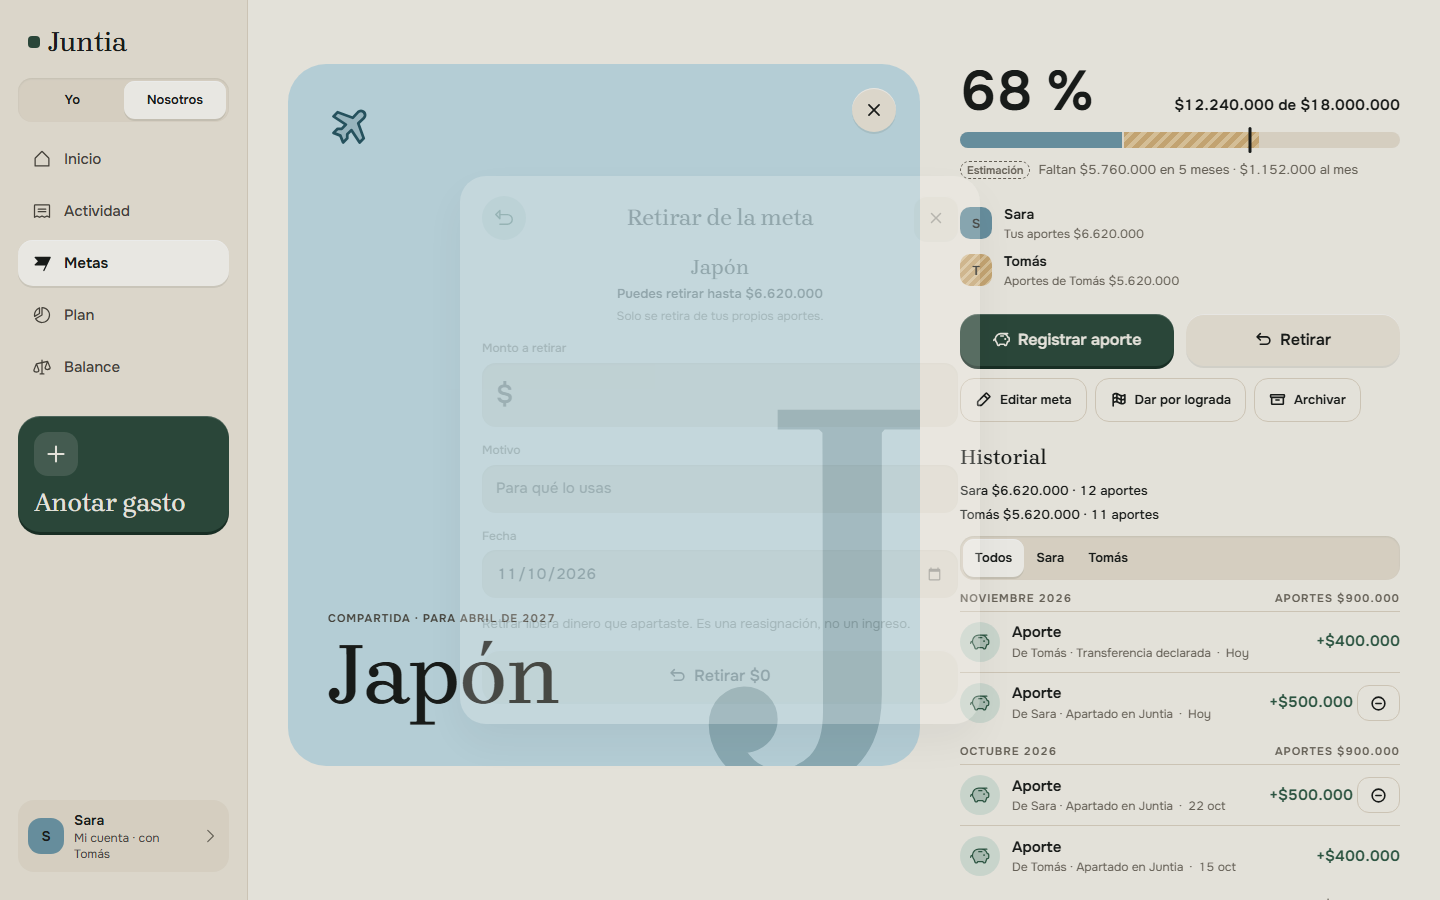 Juntia
Yo
Nosotros
Inicio
Actividad
Metas
Plan
Balance
Anotar gasto
S
Sara
Mi cuenta · con
Tomás
COMPARTIDA · PARA ABRIL DE 2027
Japón
J
Retirar de la meta
Japón
Puedes retirar hasta $6.620.000
Solo se retira de tus propios aportes.
Monto a retirar
$
Motivo
Para qué lo usas
Fecha
11/10/2026
Retirar libera dinero que apartaste. Es una reasignación, no un ingreso.
Retirar $0
68 %
$12.240.000 de $18.000.000
Estimación
Faltan $5.760.000 en 5 meses · $1.152.000 al mes
S
Sara
Tus aportes $6.620.000
T
Tomás
Aportes de Tomás $5.620.000
Registrar aporte
Retirar
Editar meta
Dar por lograda
Archivar
Historial
Sara $6.620.000 · 12 aportes
Tomás $5.620.000 · 11 aportes
Todos
Sara
Tomás
NOVIEMBRE 2026
APORTES $900.000
Aporte
+$400.000
De Tomás · Transferencia declarada · Hoy
Aporte
+$500.000
De Sara · Apartado en Juntia · Hoy
OCTUBRE 2026
APORTES $900.000
Aporte
+$500.000
De Sara · Apartado en Juntia · 22 oct
Aporte
+$400.000
De Tomás · Apartado en Juntia · 15 oct